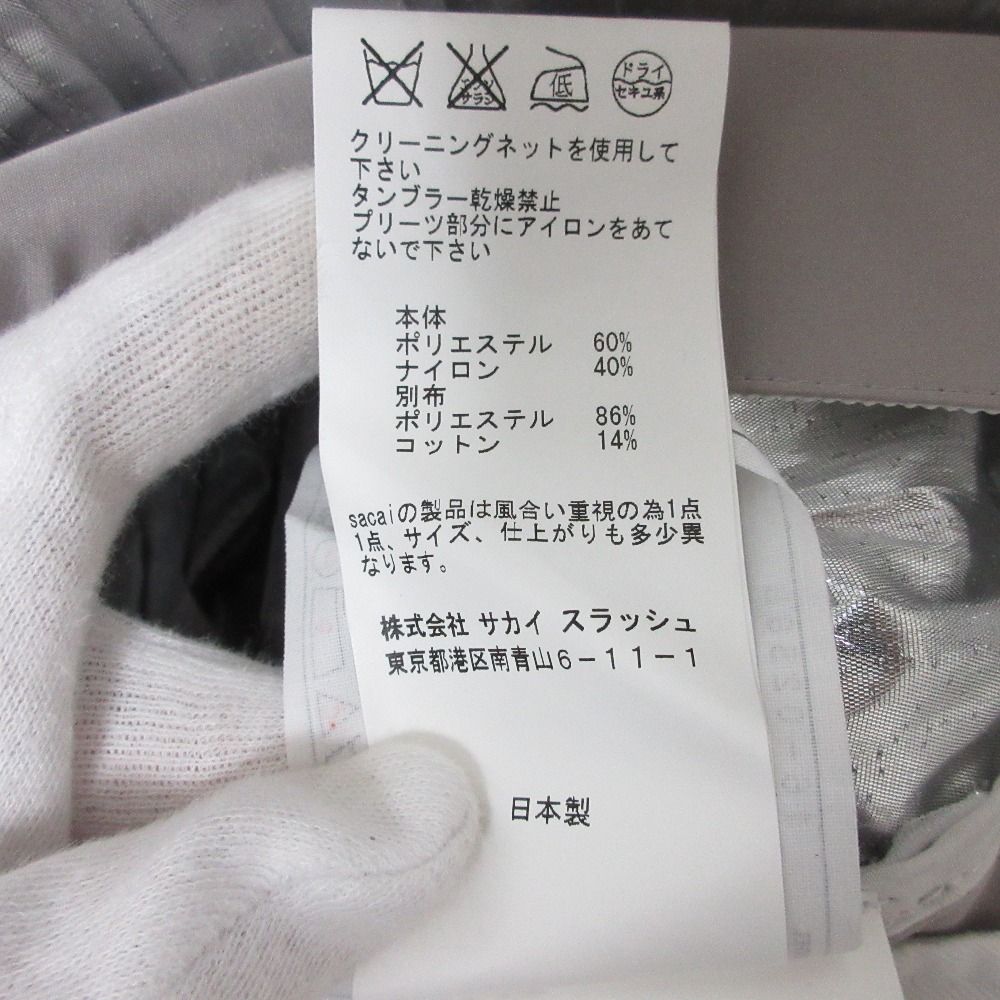 エンソ
サラシ
低
ドライ
セキユ系
クリーニングネットを使用して
下さい
タンブラー乾燥禁止
プリーツ部分にアイロンをあて
ないで下さい
本体
ポリエステル 60%
ナイロン 40%
別布
ポリエステル 86%
コットン 14%
sacaiの製品は風合い重視の為1点
1点、サイズ、仕上がりも多少異
なります。
株式会社 サカイ スラッシュ
東京都港区南青山6-11-1
日本製